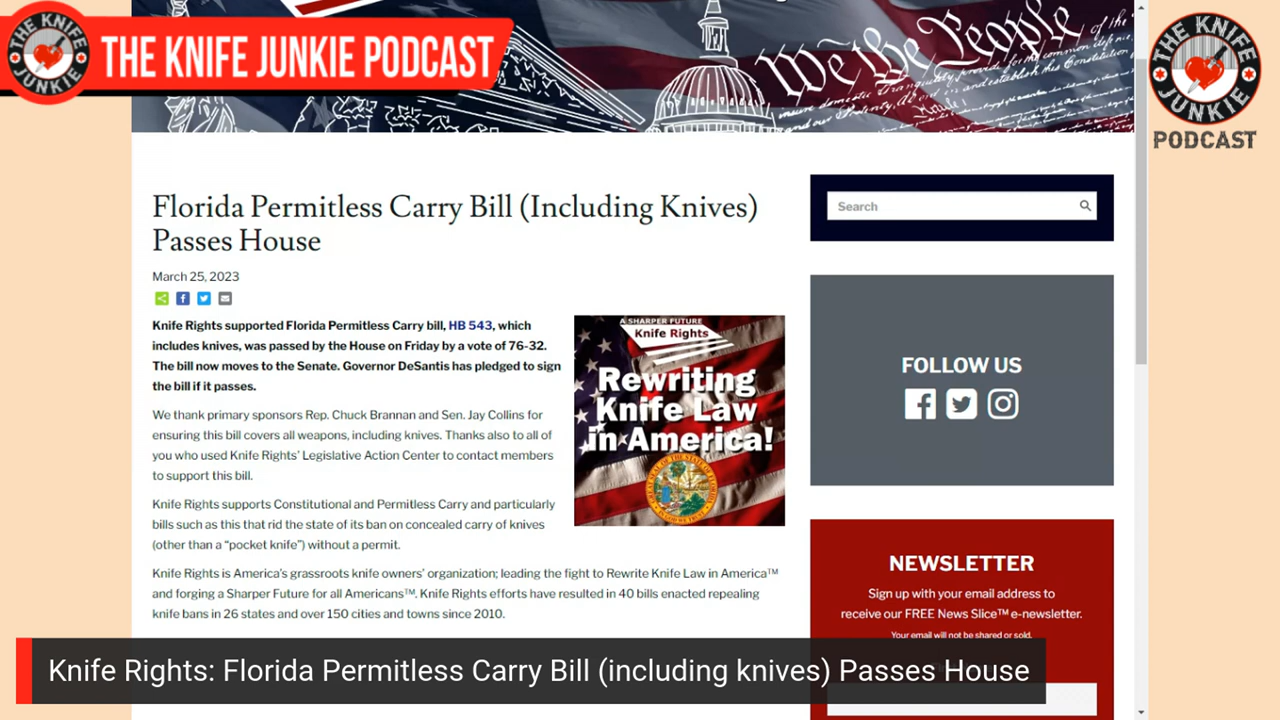 THE KNIFE JUNKIE
THE KNIFE JUNKIE PODCAST
We the People
THE KNIFE JUNKIE
PODCAST
Florida Permitless Carry Bill (Including Knives)
Passes House
March 25, 2023
Knife Rights supported Florida Permitless Carry bill, HB 543, which
includes knives, was passed by the House on Friday by a vote of 76-32.
The bill now moves to the Senate. Governor DeSantis has pledged to sign
the bill if it passes.
We thank primary sponsors Rep. Chuck Brannan and Sen. Jay Collins for
ensuring this bill covers all weapons, including knives. Thanks also to all of
you who used Knife Rights' Legislative Action Center to contact members
to support this bill.
Knife Rights supports Constitutional and Permitless Carry and particularly
bills such as this that rid the state of its ban on concealed carry of knives
(other than a “pocket knife”) without a permit.
Knife Rights is America's grassroots knife owners' organization; leading the fight to Rewrite Knife Law in America™
and forging a Sharper Future for all Americans™. Knife Rights efforts have resulted in 40 bills enacted repealing
knife bans in 26 states and over 150 cities and towns since 2010.
A SHARPER FUTURE
Knife Rights
Rewriting
Knife Law
in America!
Search
FOLLOW US
NEWSLETTER
Sign up with your email address to
receive our FREE News Slice™ e-newsletter.
Your email will not be shared or sold.
Knife Rights: Florida Permitless Carry Bill (including knives) Passes House